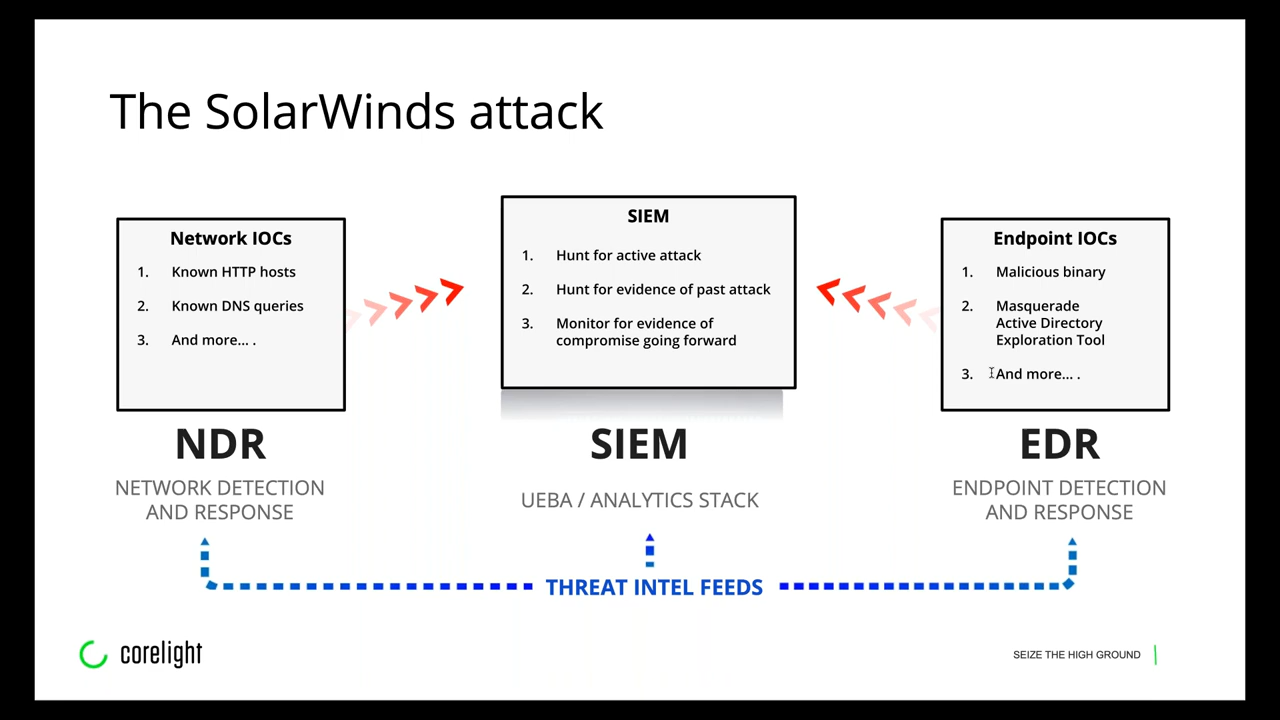 The SolarWinds attack
Network IOCs
1. Known HTTP hosts
2. Known DNS queries
3. And more... .
SIEM
1. Hunt for active attack
2. Hunt for evidence of past attack
3. Monitor for evidence of
compromise going forward
Endpoint IOCs
1. Malicious binary
2. Masquerade
Active Directory
Exploration Tool
3. And more... .
NDR
NETWORK DETECTION
AND RESPONSE
SIEM
UEBA / ANALYTICS STACK
EDR
ENDPOINT DETECTION
AND RESPONSE
THREAT INTEL FEEDS
corelight
SEIZE THE HIGH GROUND